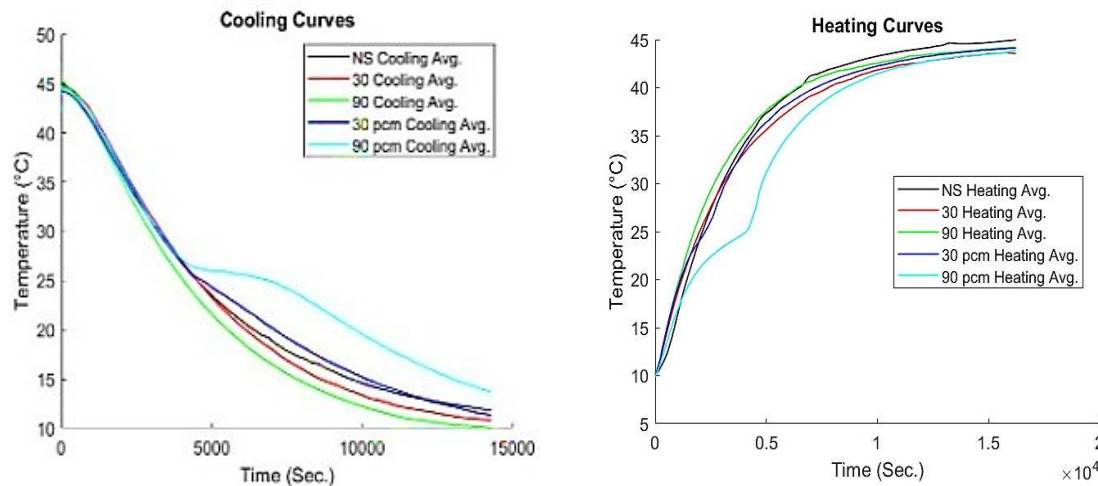 Cooling Curves
50
45
40
35
30
25
20
15
10
0
5000
10000
15000
Temperature (°C)
Time (Sec.)
NS Cooling Avg.
30 Cooling Avg.
90 Cooling Avg.
30 pcm Cooling Avg.
90 pcm Cooling Avg.
Heating Curves
45
40
35
30
25
20
15
10
5
0
0.5
1
1.5
2
×10⁴
Temperature (°C)
Time (Sec.)
NS Heating Avg.
30 Heating Avg.
90 Heating Avg.
30 pcm Heating Avg.
90 pcm Heating Avg.